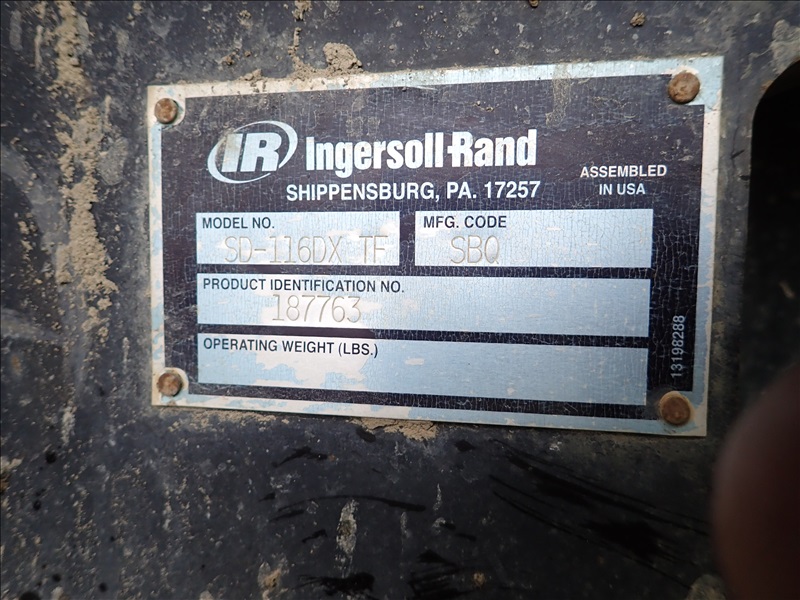 IR Ingersoll-Rand
SHIPPENSBURG, PA. 17257
ASSEMBLED
IN USA
MODEL NO.
SD-116DX TF
MFG. CODE
SBQ
PRODUCT IDENTIFICATION NO.
187763
OPERATING WEIGHT (LBS.)
13198288